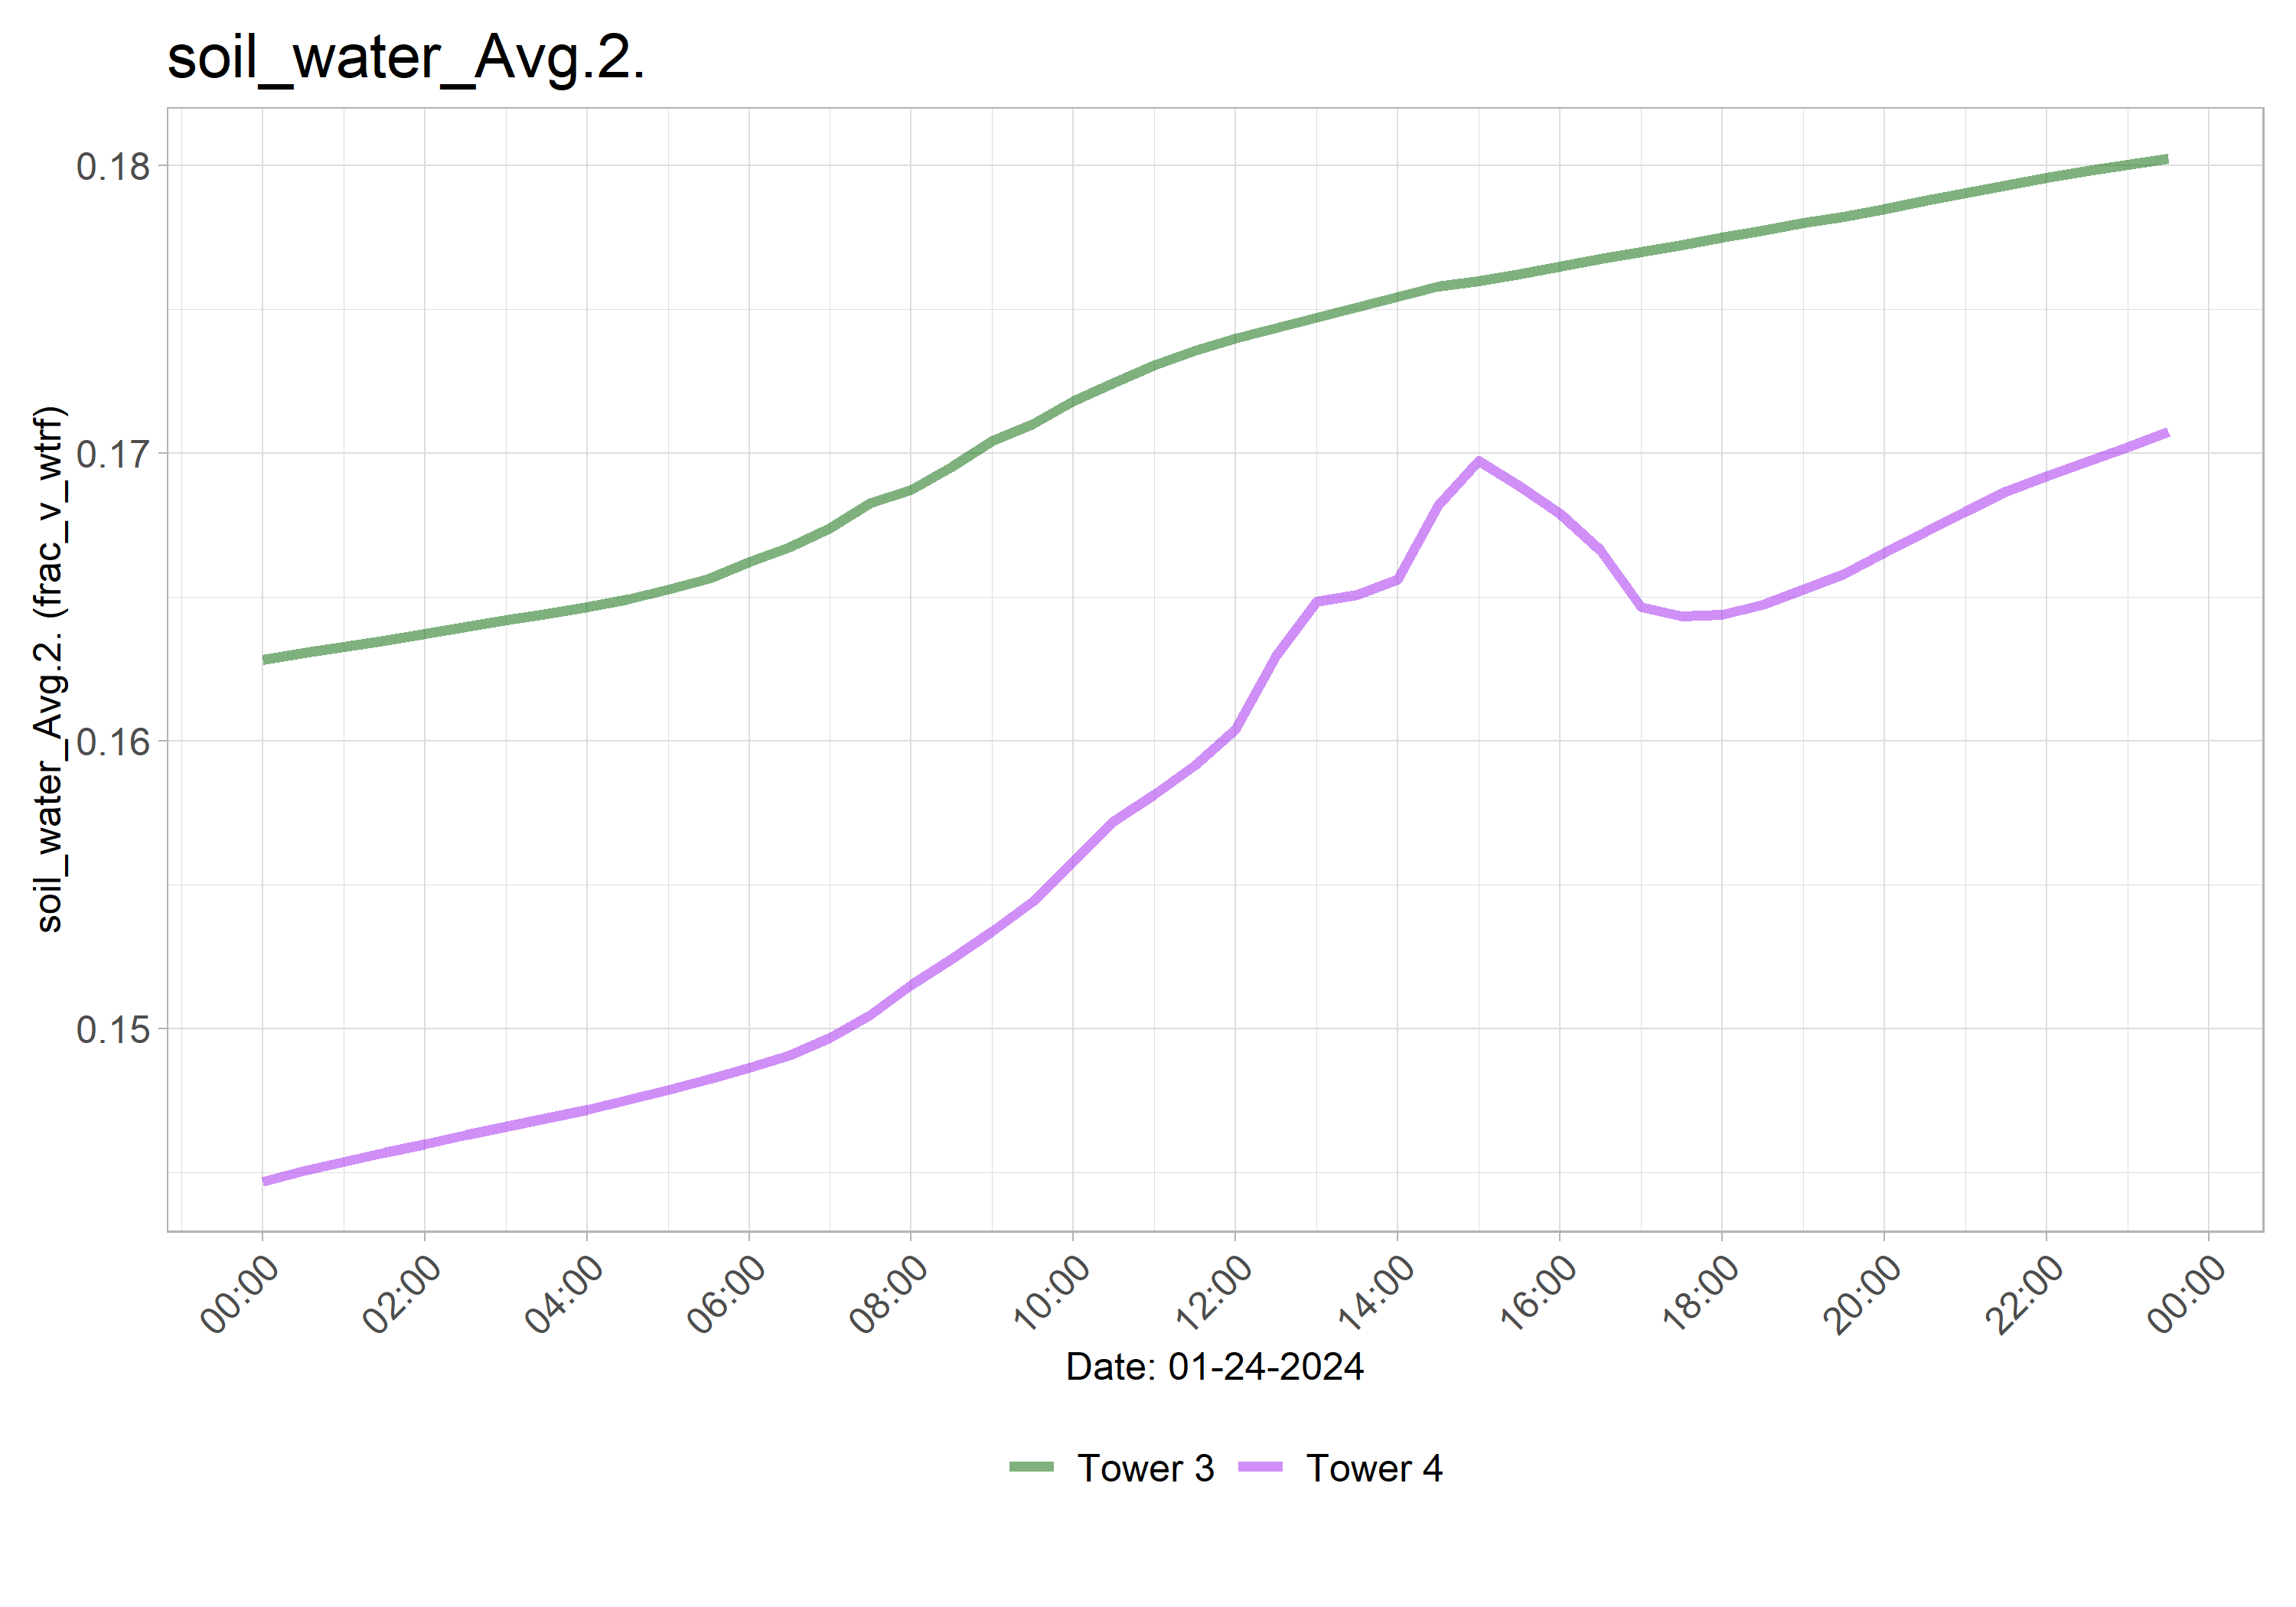 soil_water_Avg.2.
soil_water_Avg.2. (frac_v_wtrf)
0.18
0.17
0.16
0.15
00:00 02:00 04:00 06:00 08:00 10:00 12:00 14:00 16:00 18:00 20:00 22:00 00:00
Date: 01-24-2024
Tower 3 Tower 4